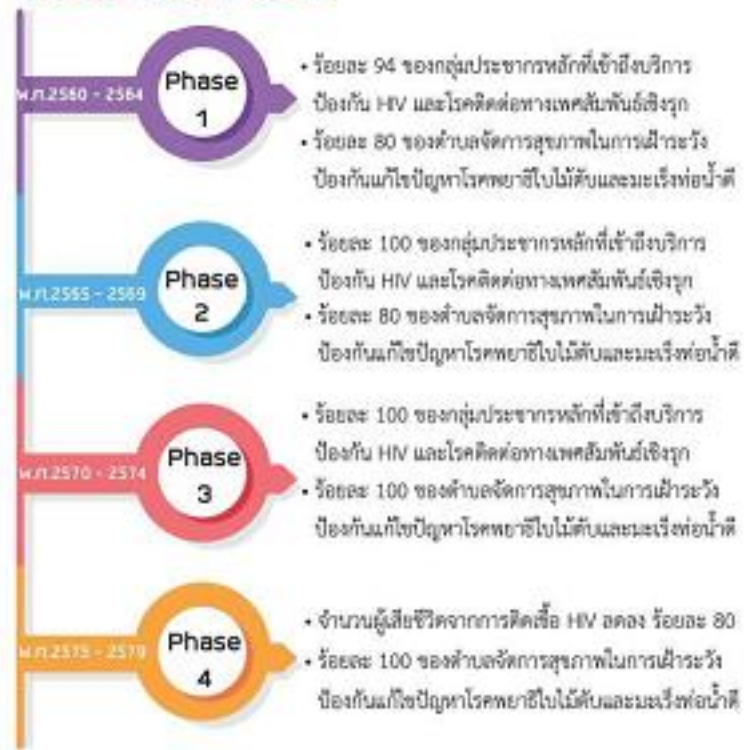 พ.ศ.2560 - 2564
Phase
1
• ร้อยละ 94 ของกลุ่มประชากรหลักที่เข้าถึงบริการ
ป้องกัน HIV และโรคติดต่อทางเพศสัมพันธ์เชิงรุก
• ร้อยละ 80 ของตำบลจัดการสุขภาพในการเฝ้าระวัง
ป้องกันแก้ไขปัญหาโรคพยาธิใบไม้ตับและมะเร็งท่อน้ำดี
พ.ศ.2565 - 2569
Phase
2
• ร้อยละ 100 ของกลุ่มประชากรหลักที่เข้าถึงบริการ
ป้องกัน HIV และโรคติดต่อทางเพศสัมพันธ์เชิงรุก
• ร้อยละ 80 ของตำบลจัดการสุขภาพในการเฝ้าระวัง
ป้องกันแก้ไขปัญหาโรคพยาธิใบไม้ตับและมะเร็งท่อน้ำดี
พ.ศ.2570 - 2574
Phase
3
• ร้อยละ 100 ของกลุ่มประชากรหลักที่เข้าถึงบริการ
ป้องกัน HIV และโรคติดต่อทางเพศสัมพันธ์เชิงรุก
• ร้อยละ 100 ของตำบลจัดการสุขภาพในการเฝ้าระวัง
ป้องกันแก้ไขปัญหาโรคพยาธิใบไม้ตับและมะเร็งท่อน้ำดี
พ.ศ.2575 - 2579
Phase
4
• จำนวนผู้เสียชีวิตจากการติดเชื้อ HIV ลดลง ร้อยละ 80
• ร้อยละ 100 ของตำบลจัดการสุขภาพในการเฝ้าระวัง
ป้องกันแก้ไขปัญหาโรคพยาธิใบไม้ตับและมะเร็งท่อน้ำดี